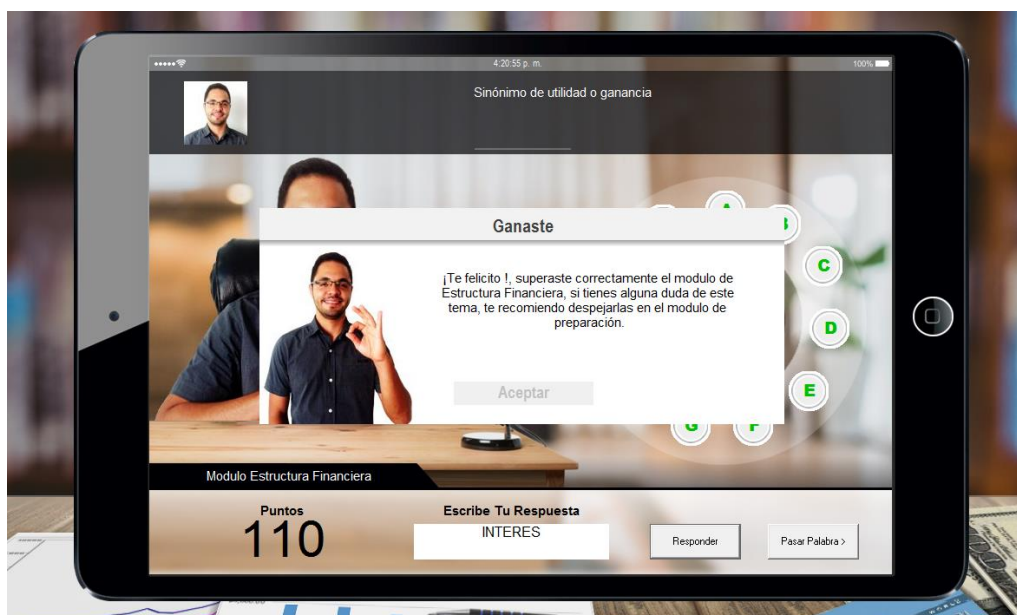 4:20:55 p. m.
100%
Sinónimo de utilidad o ganancia
Ganaste
¡Te felicito !, superaste correctamente el modulo de
Estructura Financiera, si tienes alguna duda de este
tema, te recomiendo despejarlas en el modulo de
preparación.
Aceptar
A
B
C
D
E
F
G
Modulo Estructura Financiera
Puntos
110
Escribe Tu Respuesta
INTERES
Responder
Pasar Palabra >